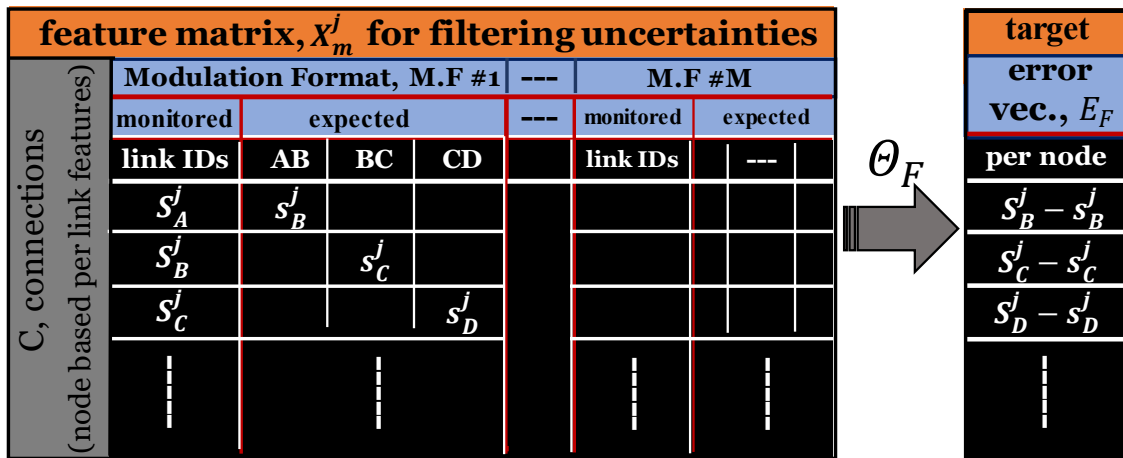 feature matrix, X_m^j for filtering uncertainties
C, connections
(node based per link features)
Modulation Format, M.F #1 --- M.F #M
monitored expected --- monitored expected
link IDs AB BC CD link IDs ---
S_A^j s_B^j
S_B^j s_C^j
S_C^j s_D^j
Θ_F
target
error
vec., E_F
per node
S_B^j − s_B^j
S_C^j − s_C^j
S_D^j − s_D^j